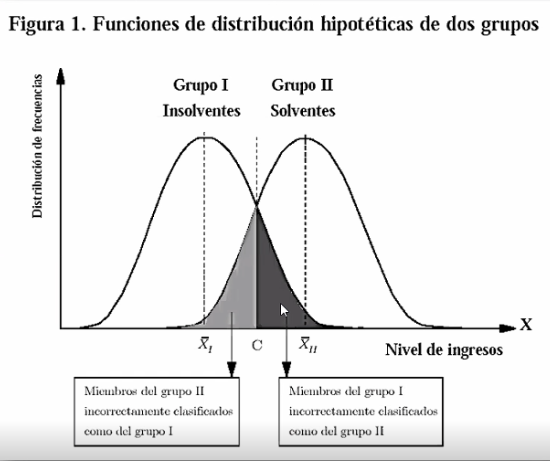 Figura 1. Funciones de distribución hipotéticas de dos grupos
Distribución de frecuencias
Grupo I
Insolventes
Grupo II
Solventes
X̄_I
C
X̄_II
X
Nivel de ingresos
Miembros del grupo II
incorrectamente clasificados
como del grupo I
Miembros del grupo I
incorrectamente clasificados
como del grupo II